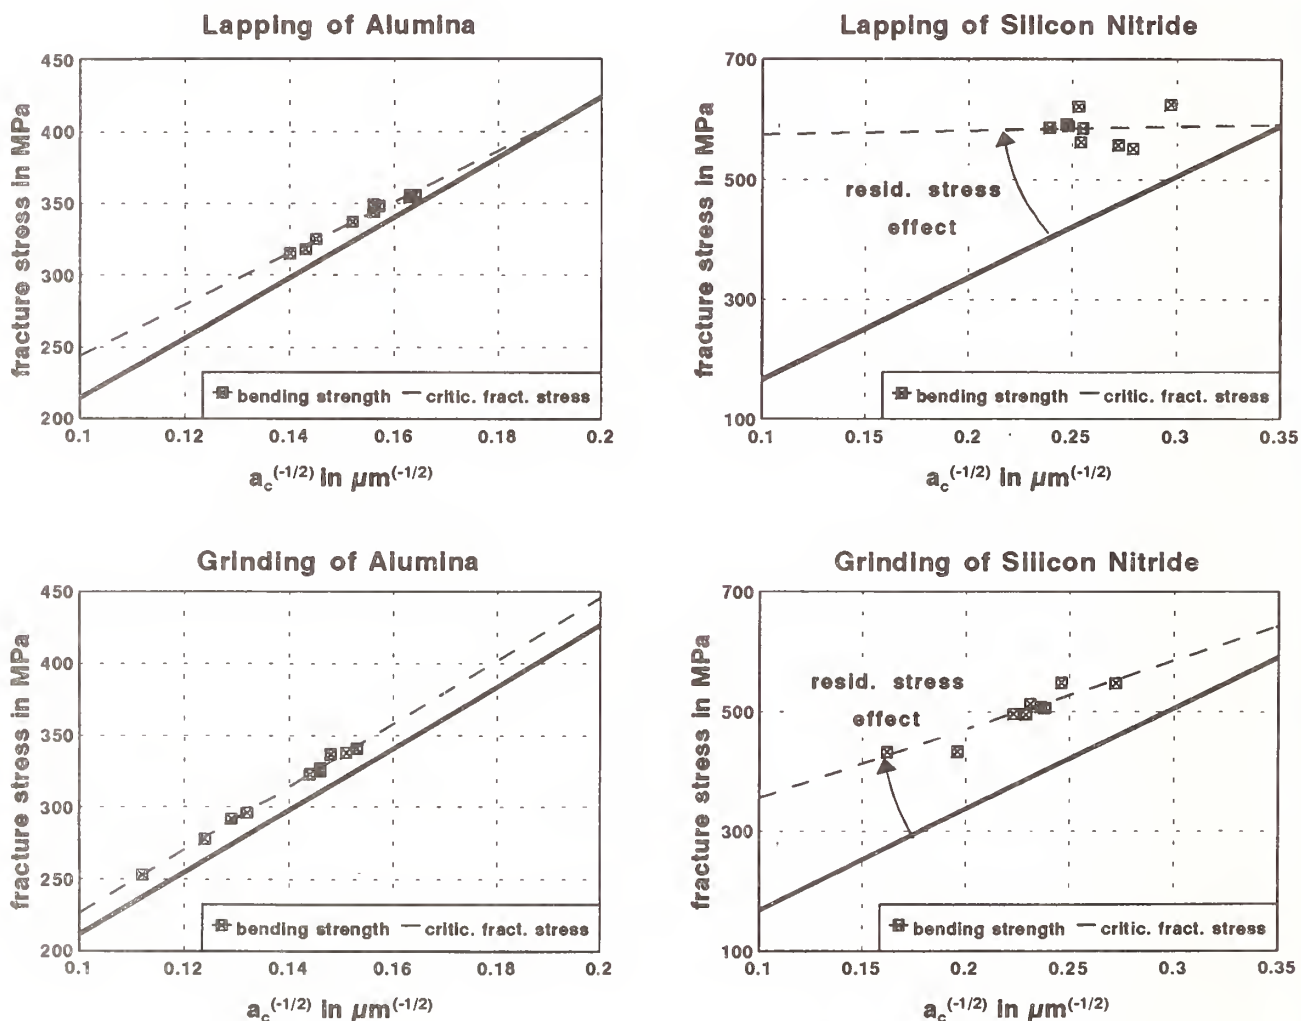 Lapping of Alumina
450
400
350
300
250
200
fracture stress in MPa
bending strength — critic. fract. stress
0.1 0.12 0.14 0.16 0.18 0.2
a_c^(-1/2) in µm^(-1/2)
Lapping of Silicon Nitride
700
500
300
100
fracture stress in MPa
resid. stress
effect
bending strength — critic. fract. stress
0.1 0.15 0.2 0.25 0.3 0.35
a_c^(-1/2) in µm^(-1/2)
Grinding of Alumina
450
400
350
300
250
200
fracture stress in MPa
bending strength — critic. fract. stress
0.1 0.12 0.14 0.16 0.18 0.2
a_c^(-1/2) in µm^(-1/2)
Grinding of Silicon Nitride
700
500
300
100
fracture stress in MPa
resid. stress
effect
bending strength — critic. fract. stress
0.1 0.15 0.2 0.25 0.3 0.35
a_c^(-1/2) in µm^(-1/2)